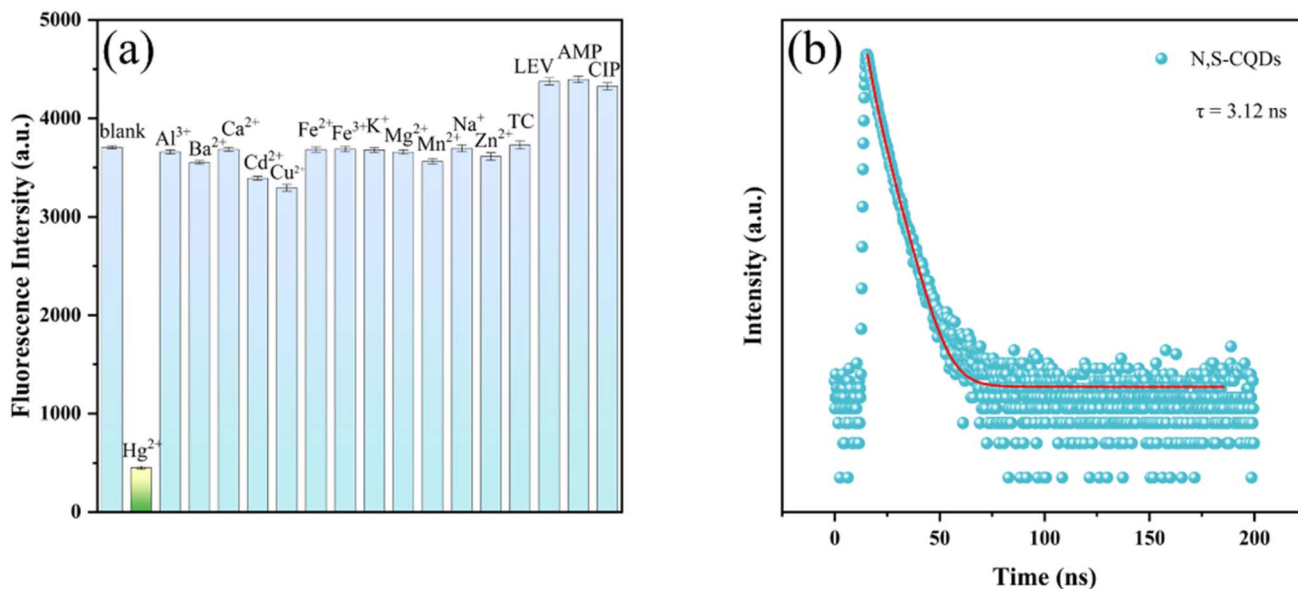 (a)
Fluorescence Intersity (a.u.)
5000
4000
3000
2000
1000
0
blank
Hg²⁺
Al³⁺
Ba²⁺
Ca²⁺
Cd²⁺
Cu²⁺
Fe²⁺
Fe³⁺
K⁺
Mg²⁺
Mn²⁺
Na⁺
Zn²⁺
TC
LEV
AMP
CIP
(b)
N,S-CQDs
τ = 3.12 ns
Intensity (a.u.)
0 50 100 150 200
Time (ns)